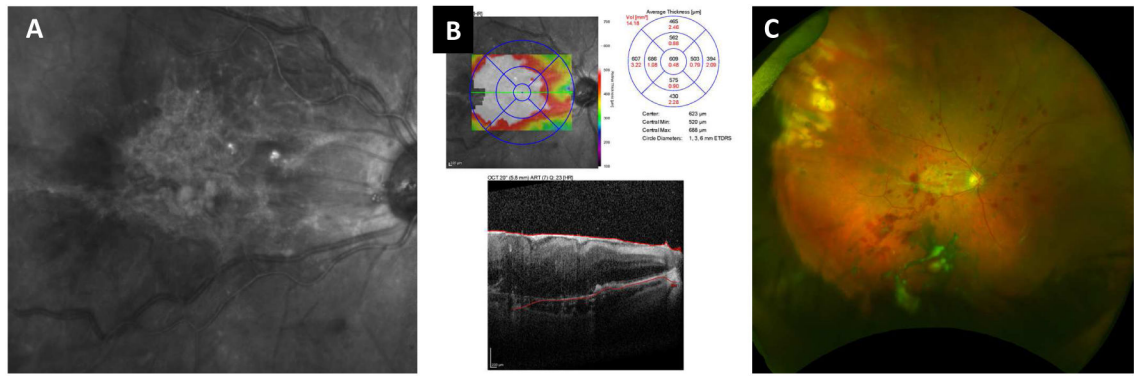 A
B
[HR]
Average Thickness [µm]
Vol [mm³]
14.18
465
2.46
562
0.88
607 686 609 503 394
3.22 1.08 0.48 0.79 2.09
575
0.90
430
2.28
Center: 623 µm
Central Min: 520 µm
Central Max: 686 µm
Circle Diameters: 1, 3, 6 mm ETDRS
OCT 20° (5.8 mm) ART (7) Q: 23 [HR]
C